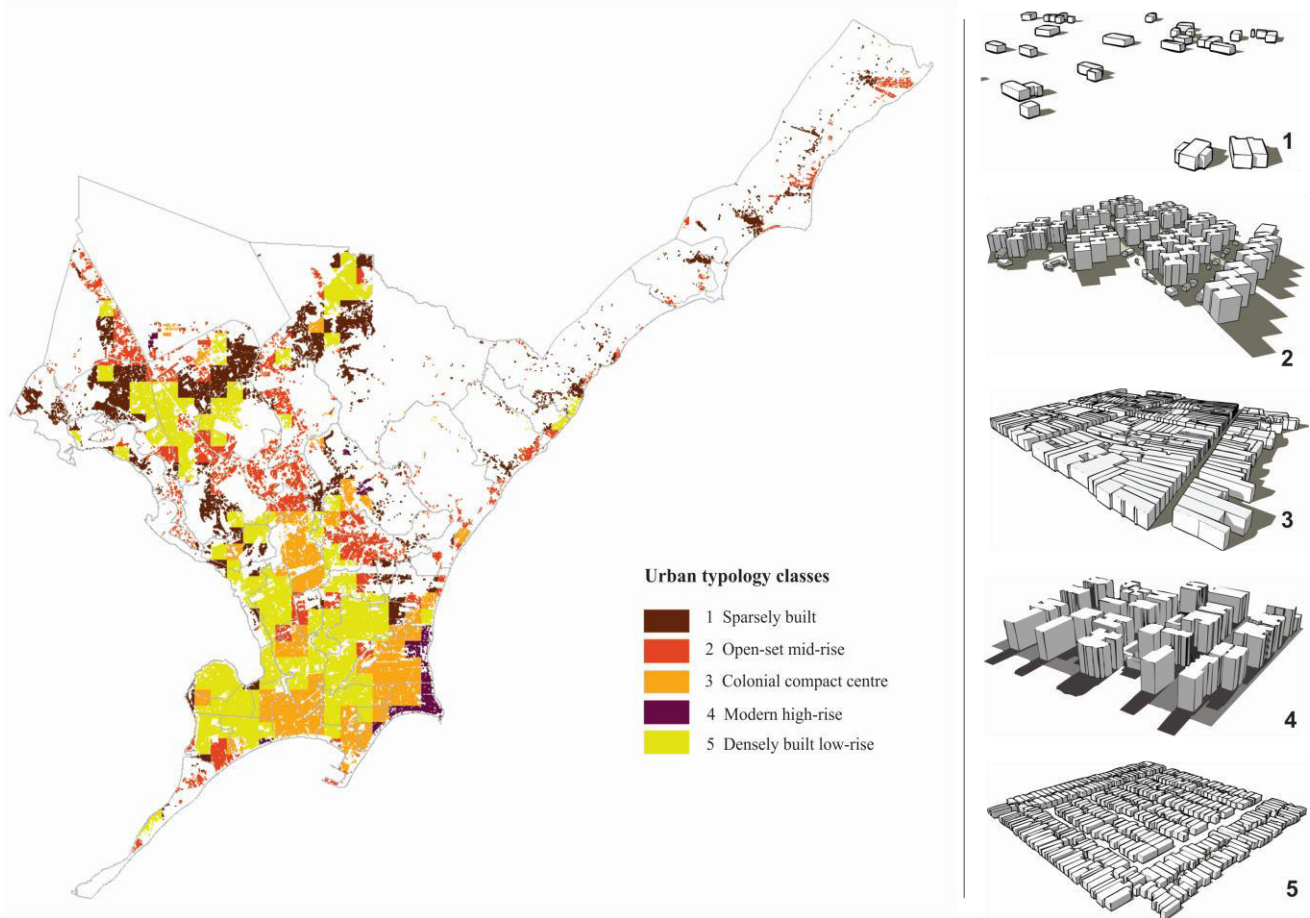 Urban typology classes
1 Sparsely built
2 Open-set mid-rise
3 Colonial compact centre
4 Modern high-rise
5 Densely built low-rise
1
2
3
4
5